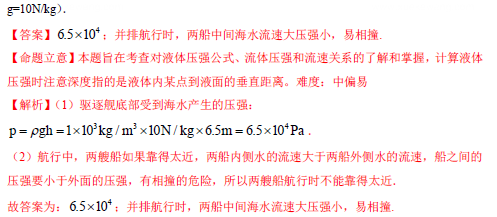 g=10N/kg）.
【答案】6.5×10⁴；并排航行时，两船中间海水流速大压强小，易相撞.
【命题立意】本题旨在考查对液体压强公式、流体压强和流速关系的了解和掌握，计算液
体压强时注意深度指的是液体内某点到液面的垂直距离。难度：中偏易
【解析】（1）驱逐舰底部受到海水产生的压强：
p = ρgh = 1×10³kg / m³ ×10N / kg× 6.5m = 6.5×10⁴Pa .
（2）航行中，两艘船如果靠得太近，两船内侧水的流速大于两船外侧水的流速，船之间的
压强要小于外面的压强，有相撞的危险，所以两艘船航行时不能靠得太近.
故答案为：6.5×10⁴；并排航行时，两船中间海水流速大压强小，易相撞.